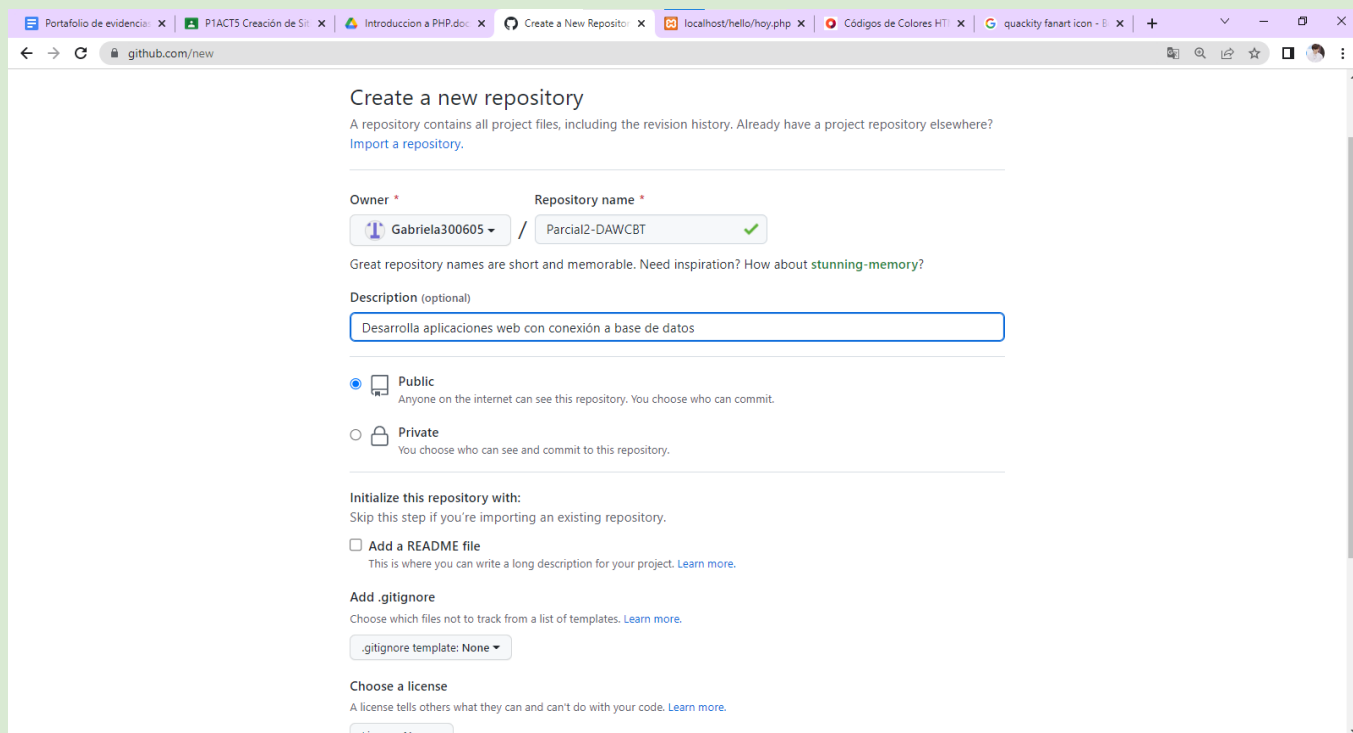 Portafolio de evidencias
P1ACT5 Creación de Sit
Introduccion a PHP.doc
Create a New Repositor
localhost/hello/hoy.php
Códigos de Colores HT
quackity fanart icon - B
github.com/new
Create a new repository
A repository contains all project files, including the revision history. Already have a project repository elsewhere?
Import a repository.
Owner *
Repository name *
Gabriela300605
/
Parcial2-DAWCBT
Great repository names are short and memorable. Need inspiration? How about stunning-memory?
Description (optional)
Desarrolla aplicaciones web con conexión a base de datos
Public
Anyone on the internet can see this repository. You choose who can commit.
Private
You choose who can see and commit to this repository.
Initialize this repository with:
Skip this step if you're importing an existing repository.
Add a README file
This is where you can write a long description for your project. Learn more.
Add .gitignore
Choose which files not to track from a list of templates. Learn more.
.gitignore template: None
Choose a license
A license tells others what they can and can't do with your code. Learn more.